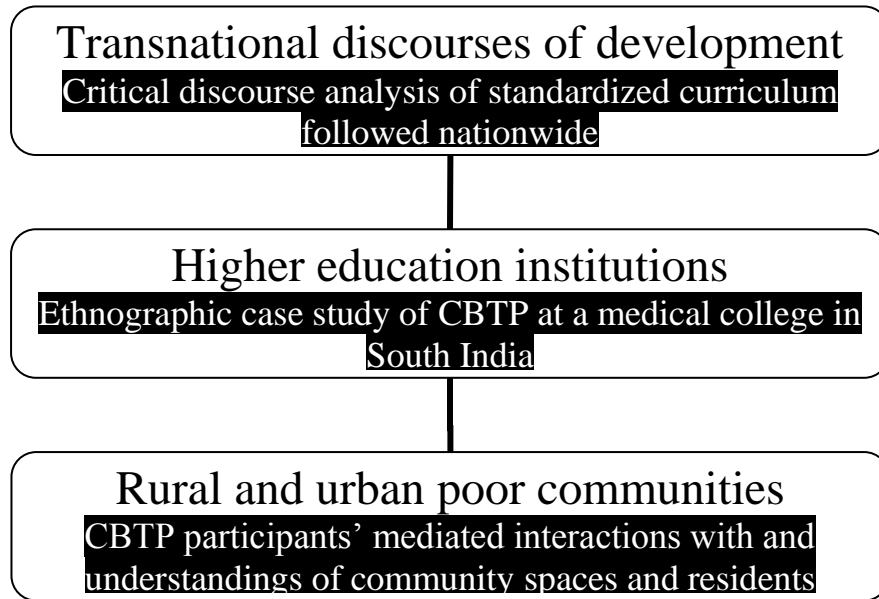 Transnational discourses of development
Critical discourse analysis of standardized curriculum
followed nationwide
Higher education institutions
Ethnographic case study of CBTP at a medical college in
South India
Rural and urban poor communities
CBTP participants’ mediated interactions with and
understandings of community spaces and residents